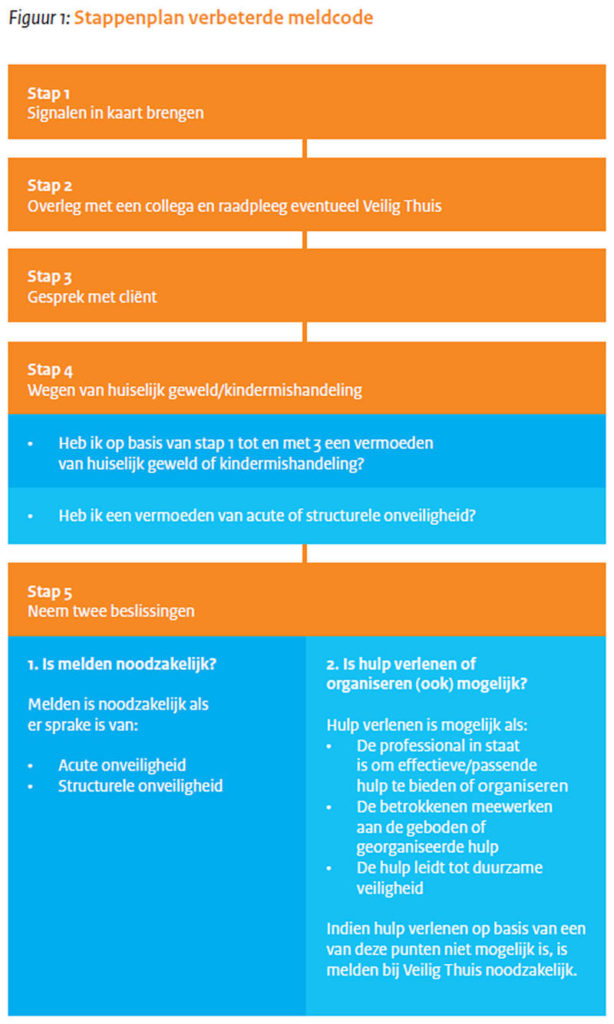 Figuur 1: Stappenplan verbeterde meldcode
Stap 1
Signalen in kaart brengen
Stap 2
Overleg met een collega en raadpleeg eventueel Veilig Thuis
Stap 3
Gesprek met cliënt
Stap 4
Wegen van huiselijk geweld/kindermishandeling
• Heb ik op basis van stap 1 tot en met 3 een vermoeden
van huiselijk geweld of kindermishandeling?
• Heb ik een vermoeden van acute of structurele onveiligheid?
Stap 5
Neem twee beslissingen
1. Is melden noodzakelijk?
Melden is noodzakelijk als
er sprake is van:
• Acute onveiligheid
• Structurele onveiligheid
2. Is hulp verlenen of
organiseren (ook) mogelijk?
Hulp verlenen is mogelijk als:
• De professional in staat
is om effectieve/passende
hulp te bieden of organiseren
• De betrokkenen meewerken
aan de geboden of
georganiseerde hulp
• De hulp leidt tot duurzame
veiligheid
Indien hulp verlenen op basis van een
van deze punten niet mogelijk is, is
melden bij Veilig Thuis noodzakelijk.